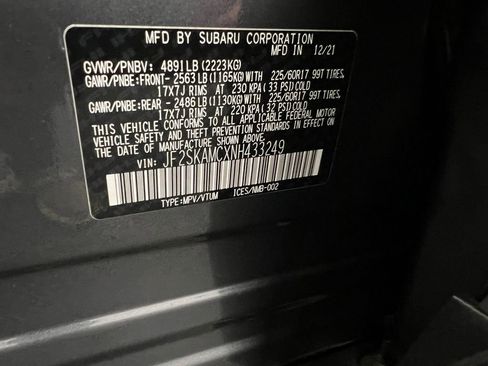 MFD BY SUBARU CORPORATION
MFD IN 12/21
GVWR/PNBV: 4891LB(2223KG)
GAWR/PNBE:FRONT- 2563LB(1165KG)WITH 225/60R17 99T TIRES,
17X7J RIMS AT 230 KPA(33 PSI)COLD
GAWR/PNBE:REAR - 2486LB(1130KG)WITH 225/60R17 99T TIRES,
17X7J RIMS AT 220 KPA(32 PSI)COLD
THIS VEHICLE CONFORMS TO ALL APPLICABLE FEDERAL MOTOR
VEHICLE SAFETY AND THEFT PREVENTION STANDARDS IN EFFECT ON
THE DATE OF MANUFACTURE SHOWN ABOVE.
VIN: JF2SKAMCXNH433249
TYPE:MPV/VTUM ICES/NMB-002